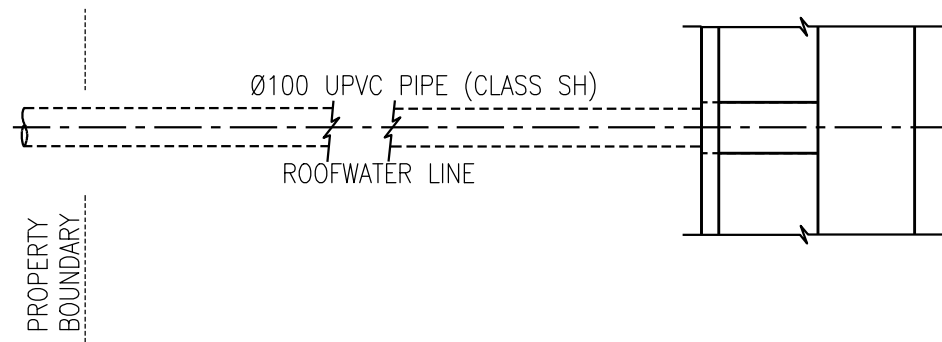 Ø100 UPVC PIPE (CLASS SH)
ROOFWATER LINE
PROPERTY
BOUNDARY